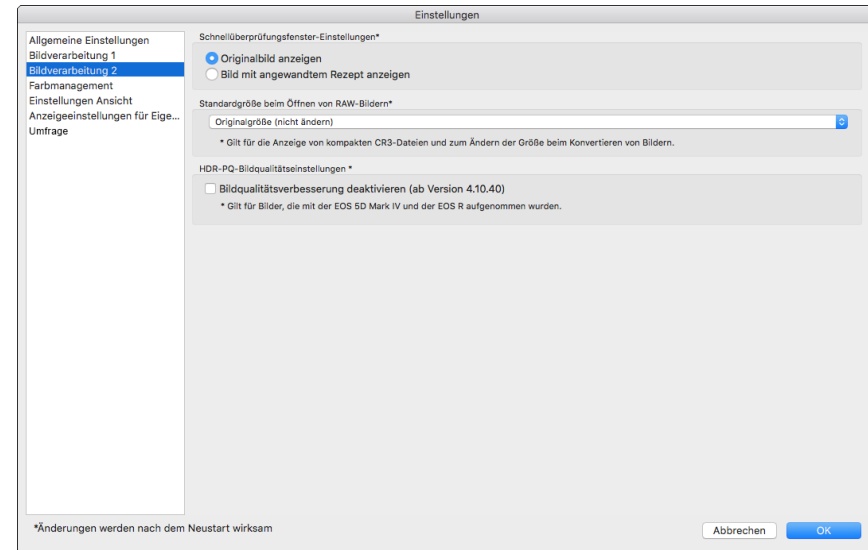 Einstellungen
Allgemeine Einstellungen
Bildverarbeitung 1
Bildverarbeitung 2
Farbmanagement
Einstellungen Ansicht
Anzeigeeinstellungen für Eige...
Umfrage
Schnellüberprüfungsfenster-Einstellungen*
Originalbild anzeigen
Bild mit angewandtem Rezept anzeigen
Standardgröße beim Öffnen von RAW-Bildern*
Originalgröße (nicht ändern)
* Gilt für die Anzeige von kompakten CR3-Dateien und zum Ändern der Größe beim Konvertieren von Bildern.
HDR-PQ-Bildqualitätseinstellungen *
Bildqualitätsverbesserung deaktivieren (ab Version 4.10.40)
* Gilt für Bilder, die mit der EOS 5D Mark IV und der EOS R aufgenommen wurden.
*Änderungen werden nach dem Neustart wirksam
Abbrechen
OK